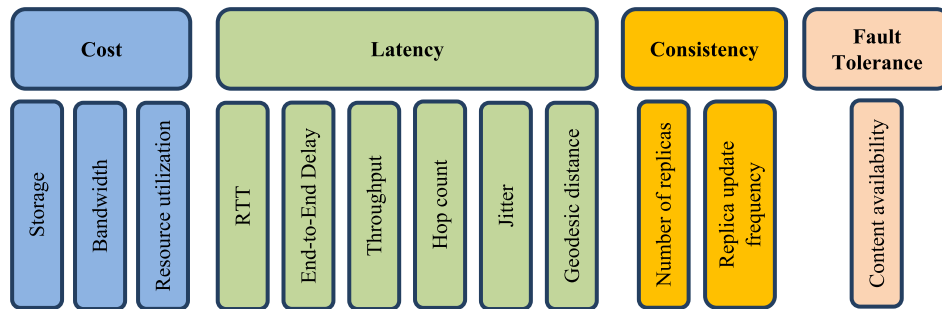 Cost
Latency
Consistency
Fault
Tolerance
Storage
Bandwidth
Resource utilization
RTT
End-to-End Delay
Throughput
Hop count
Jitter
Geodesic distance
Number of replicas
Replica update
frequency
Content availability